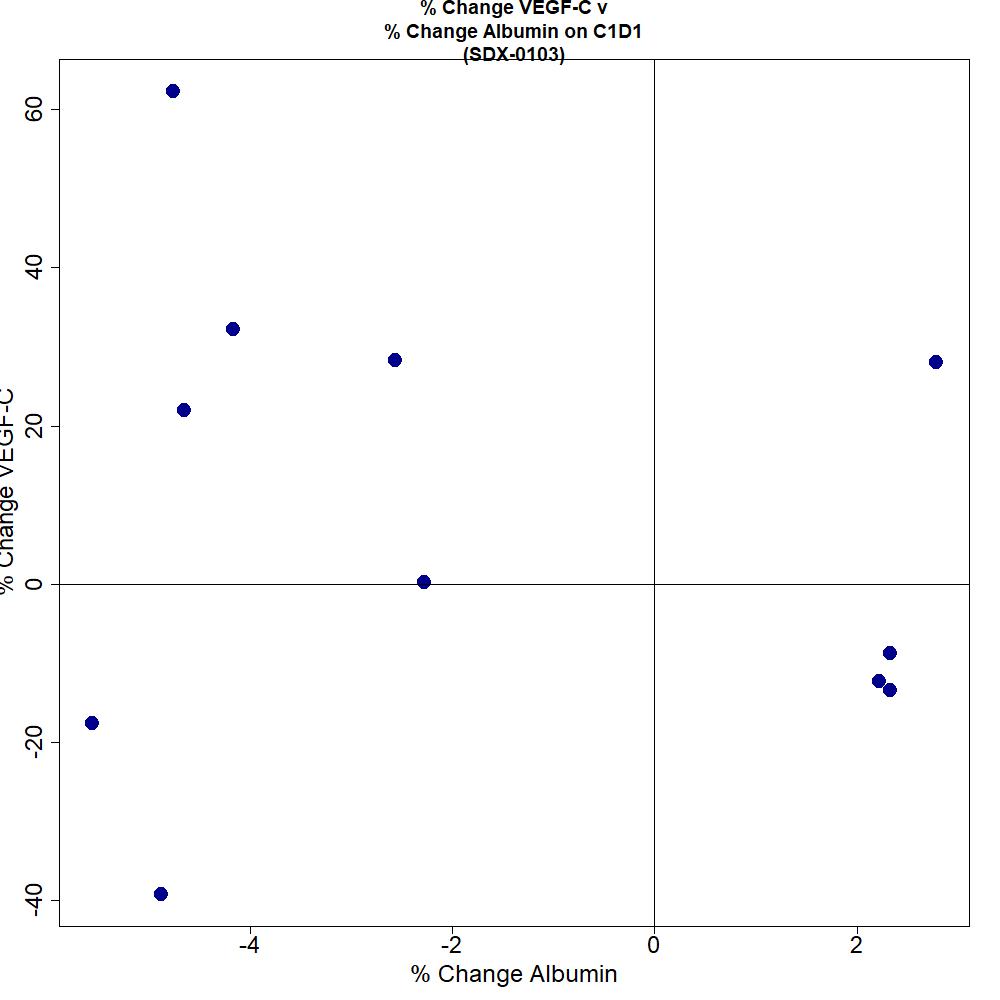 % Change VEGF-C v
% Change Albumin on C1D1
(SDX-0103)
% Change VEGF-C
60
40
20
0
-20
-40
-4
-2
0
2
% Change Albumin